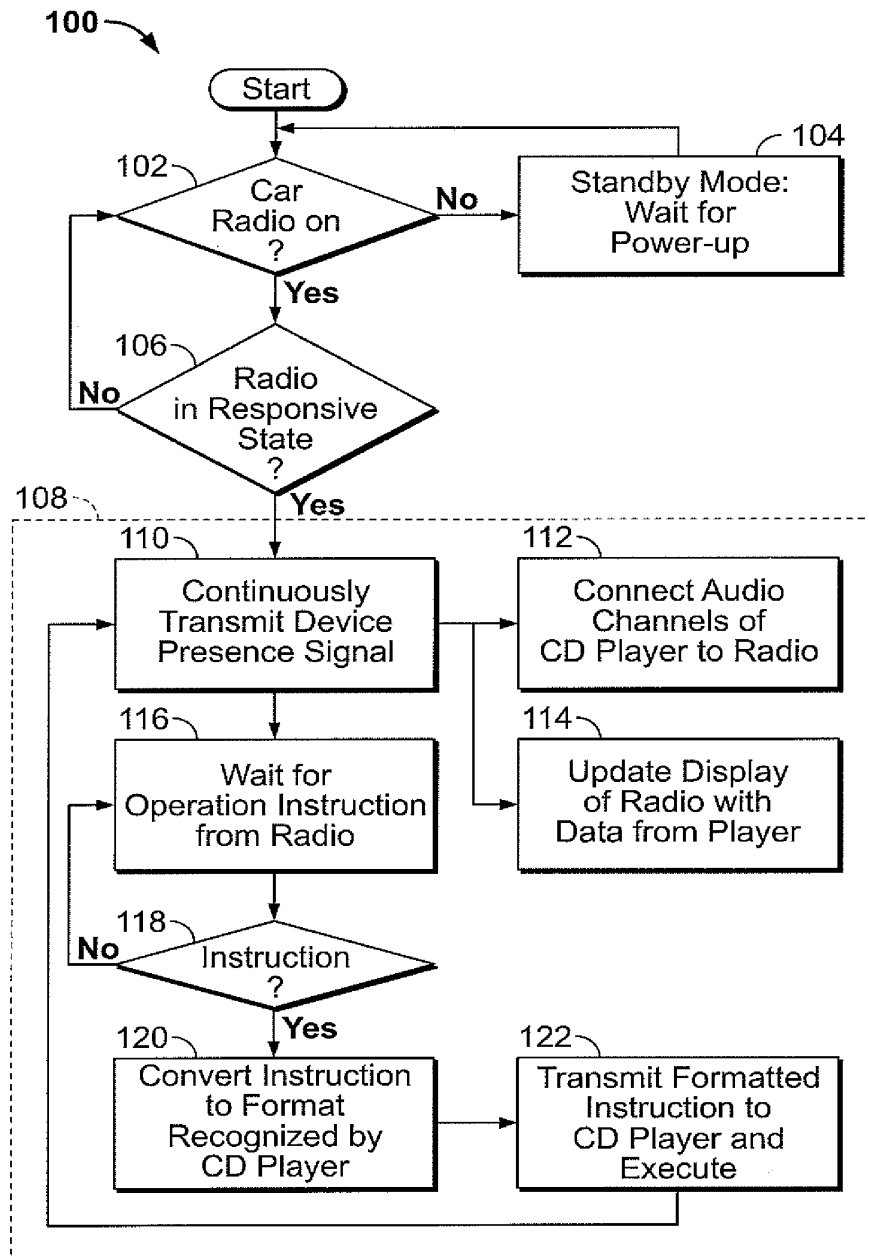 100
Start
102
Car
Radio on
?
No
104
Standby Mode:
Wait for
Power-up
Yes
106
Radio
in Responsive
State
?
No
Yes
108
110
Continuously
Transmit Device
Presence Signal
112
Connect Audio
Channels of
CD Player to Radio
114
Update Display
of Radio with
Data from Player
116
Wait for
Operation Instruction
from Radio
118
Instruction
?
No
Yes
120
Convert Instruction
to Format
Recognized by
CD Player
122
Transmit Formatted
Instruction to
CD Player and
Execute